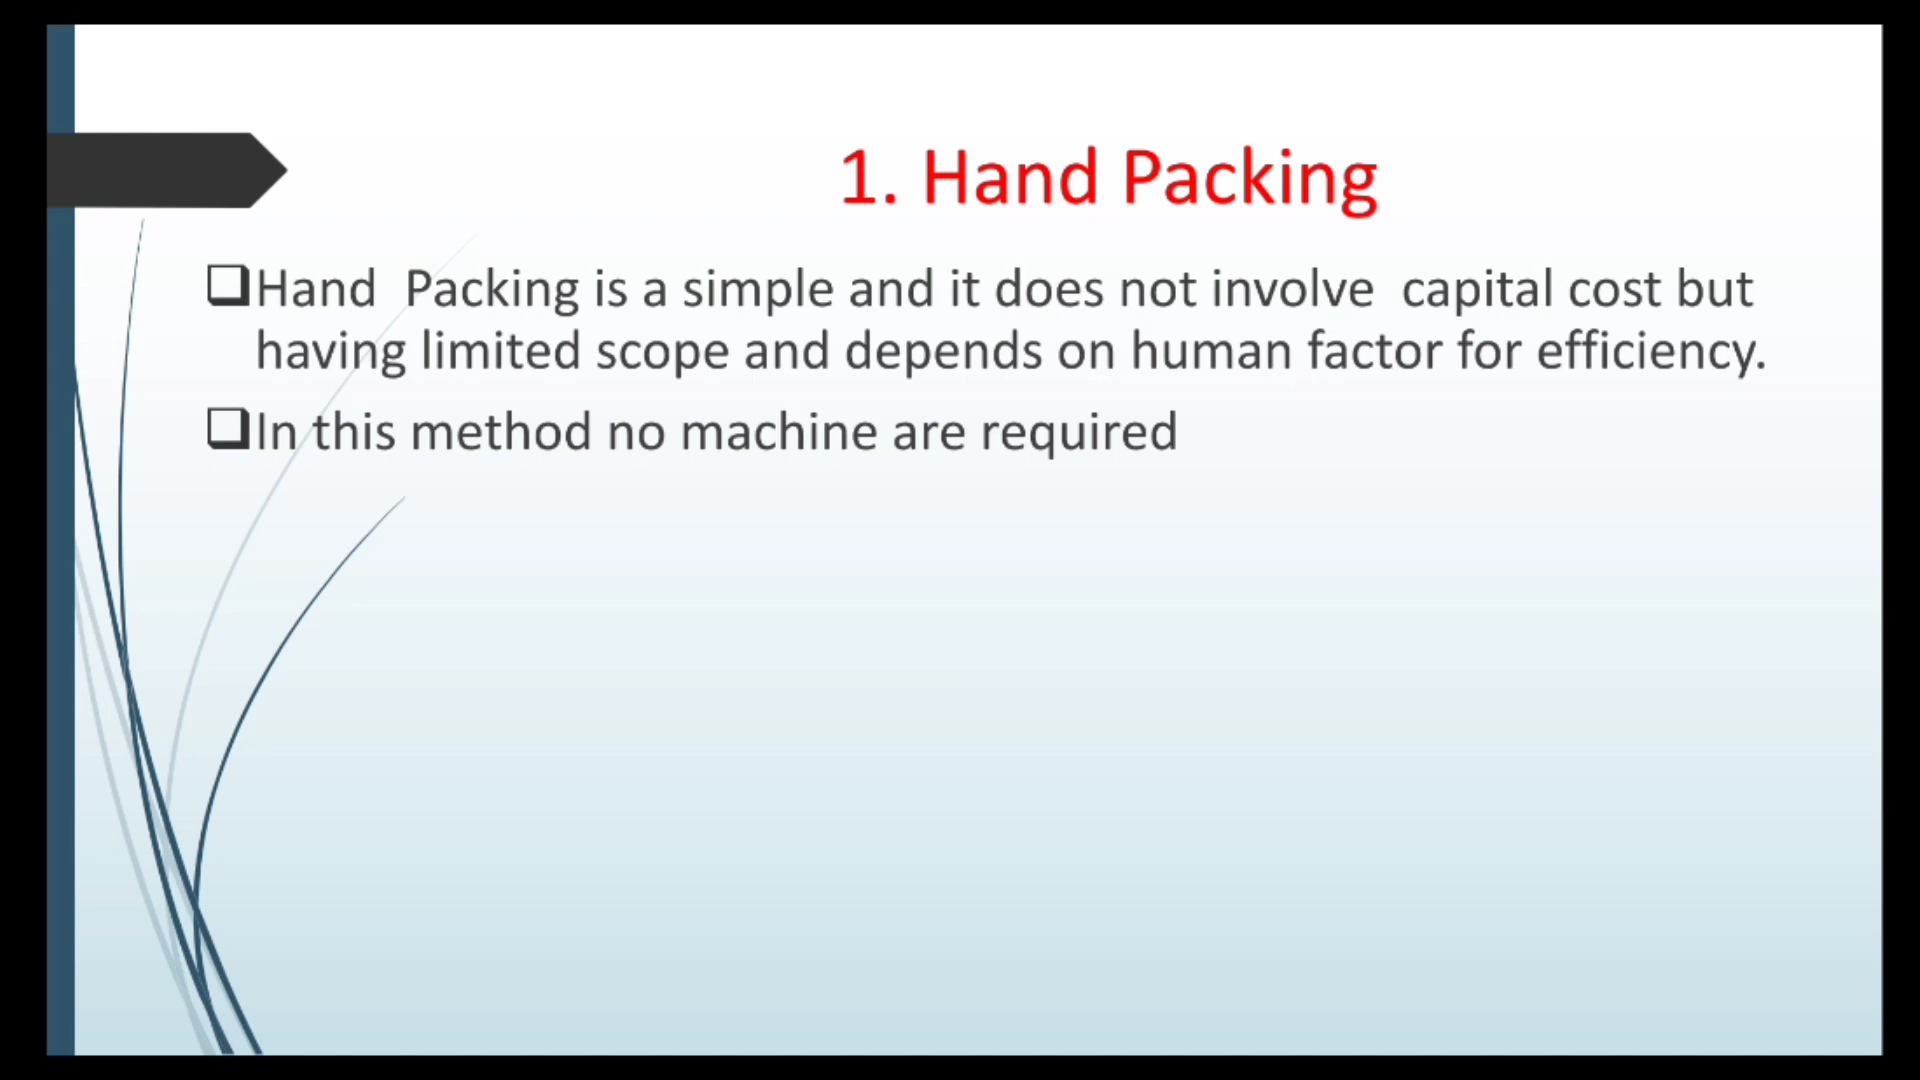 1. Hand Packing
Hand  Packing is a simple and it does not involve  capital cost but
having limited scope and depends on human factor for efficiency.
In this method no machine are required